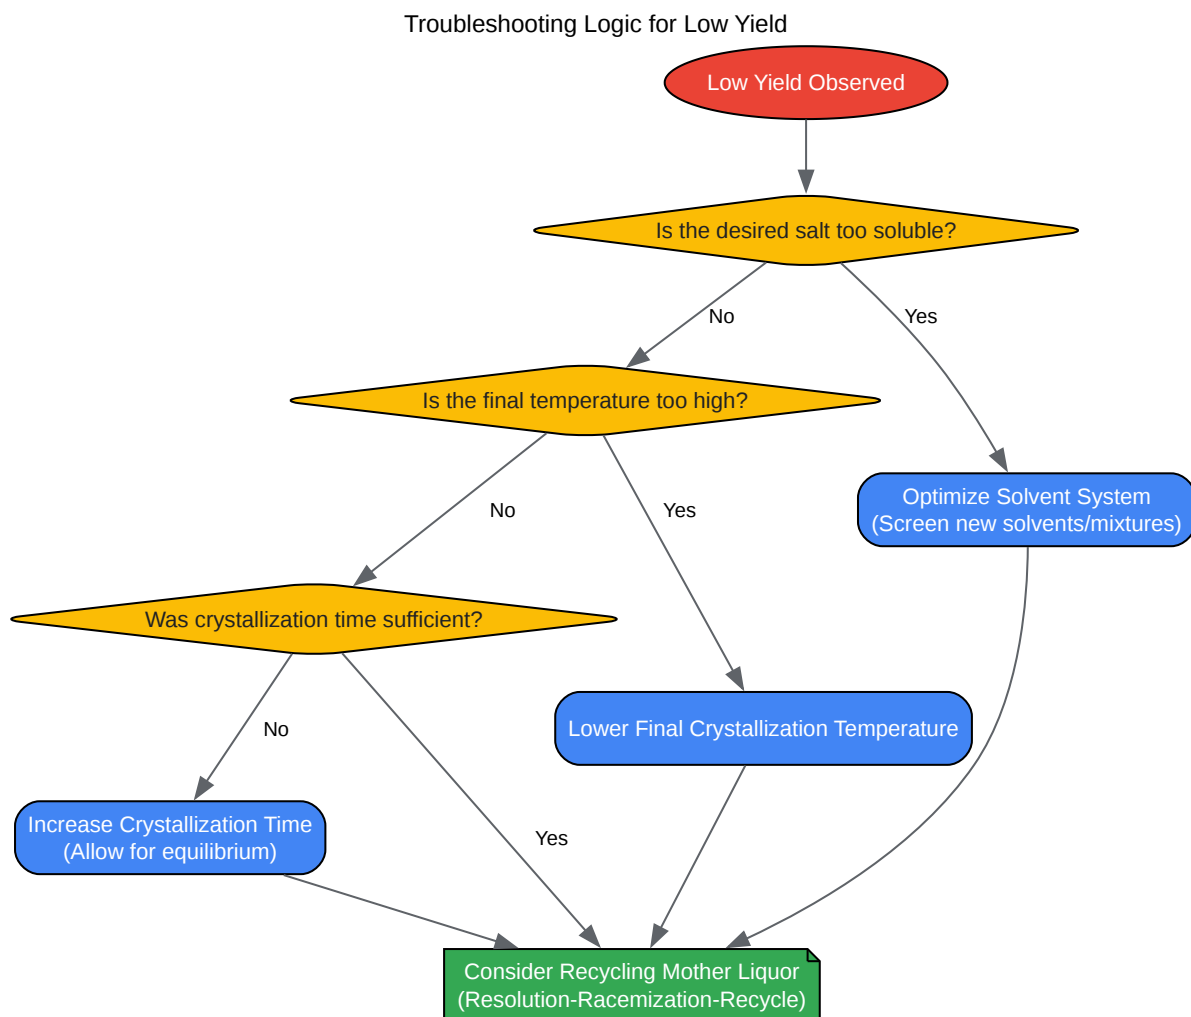 Troubleshooting Logic for Low Yield
Low Yield Observed
Is the desired salt too soluble?
No
Yes
Is the final temperature too high?
Optimize Solvent System
(Screen new solvents/mixtures)
No
Yes
Was crystallization time sufficient?
Lower Final Crystallization Temperature
No
Yes
Increase Crystallization Time
(Allow for equilibrium)
Consider Recycling Mother Liquor
(Resolution-Racemization-Recycle)